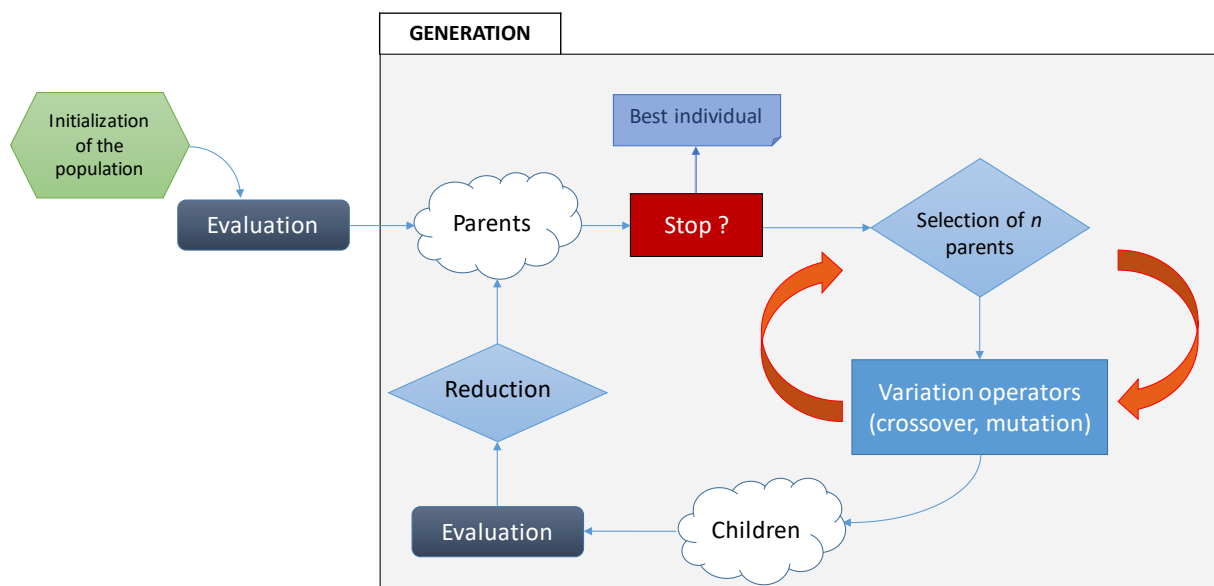 GENERATION
Initialization
of the
population
Evaluation
Parents
Best individual
Stop ?
Selection of n
parents
Variation operators
(crossover, mutation)
Children
Evaluation
Reduction